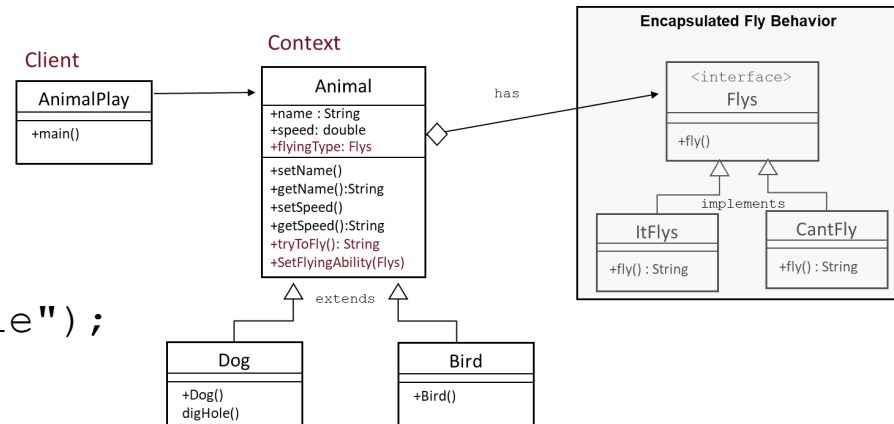 Encapsulated Fly Behavior
Context
Client
<interface>
Flys
+fly()
has
Animal
+name : String
+speed: double
+flyingType: Flys
+setName()
+getName():String
+setSpeed()
+getSpeed():String
+tryToFly(): String
+SetFlyingAbility(Flys)
AnimalPlay
+main()
implements
ItFlys
+fly() : String
CantFly
+fly() : String
extends
e");
Dog
+Dog()
digHole()
Bird
+Bird()